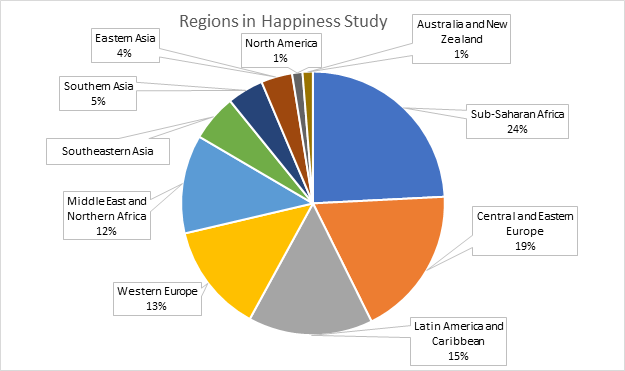 Regions in Happiness Study
Sub-Saharan Africa
24%
Central and Eastern
Europe
19%
Latin America and
Caribbean
15%
Western Europe
13%
Middle East and
Northern Africa
12%
Southeastern Asia
Southern Asia
5%
Eastern Asia
4%
North America
1%
Australia and New
Zealand
1%